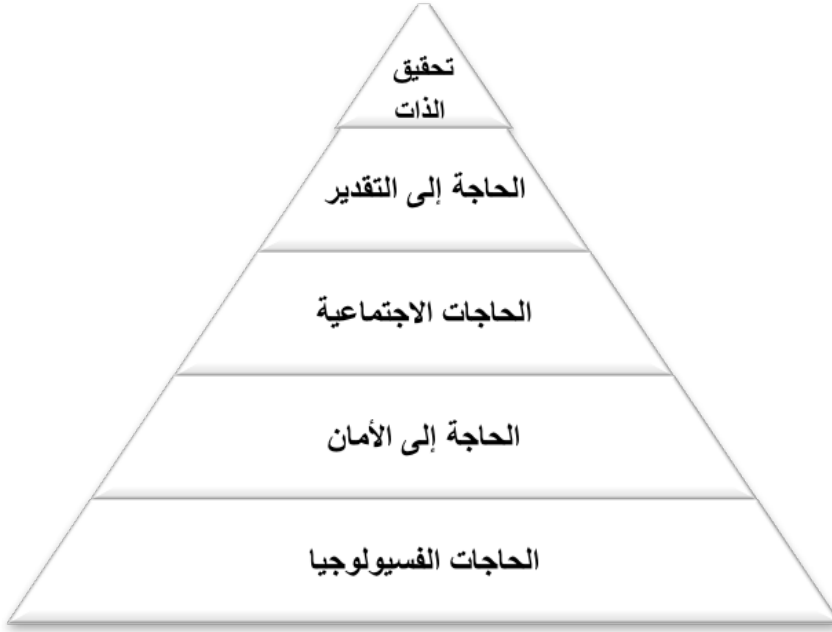 تحقيق
الذات
الحاجة إلى التقدير
الحاجات الاجتماعية
الحاجة إلى الأمان
الحاجات الفسيولوجيا